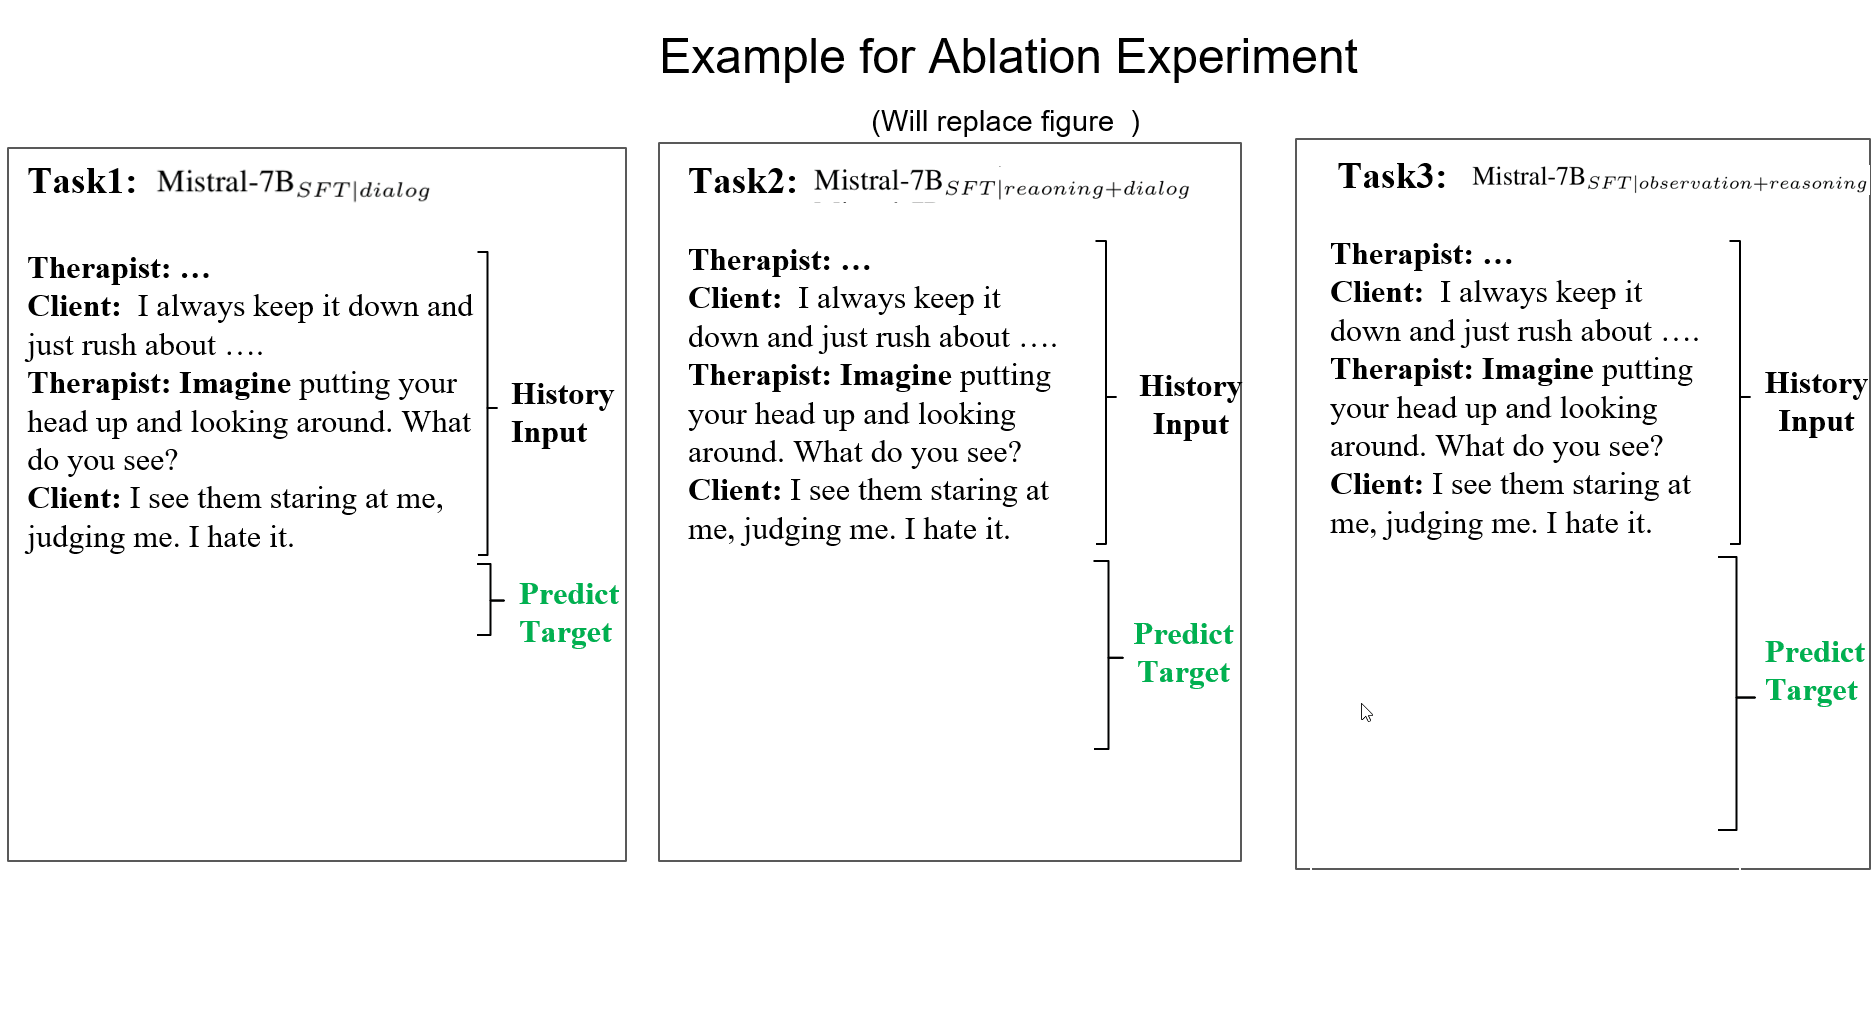 Example for Ablation Experiment
(Will replace figure )
Task1: Mistral-7B SFT|dialog
Therapist: …
Client: I always keep it down and
just rush about ….
Therapist: Imagine putting your
head up and looking around. What
do you see?
Client: I see them staring at me,
judging me. I hate it.
History
Input
Predict
Target
Task2: Mistral-7B SFT|reaoning+dialog
Therapist: …
Client: I always keep it
down and just rush about ….
Therapist: Imagine putting
your head up and looking
around. What do you see?
Client: I see them staring at
me, judging me. I hate it.
History
Input
Predict
Target
Task3: Mistral-7B SFT|observation+reasoning
Therapist: …
Client: I always keep it
down and just rush about ….
Therapist: Imagine putting
your head up and looking
around. What do you see?
Client: I see them staring at
me, judging me. I hate it.
History
Input
Predict
Target